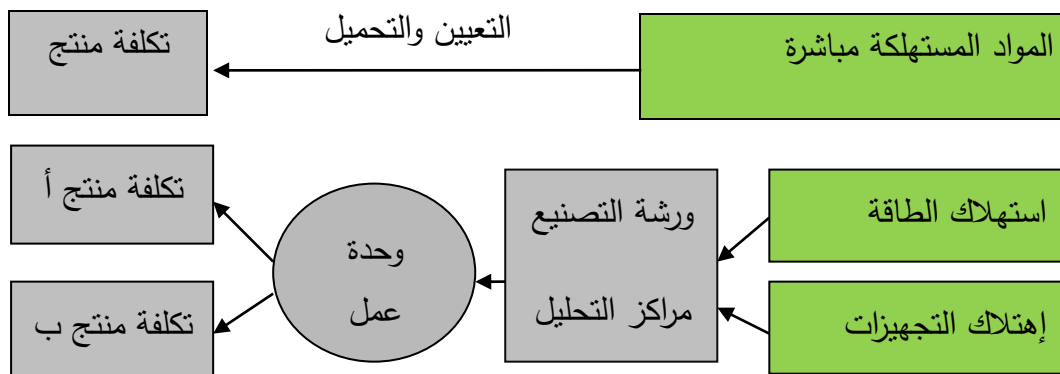 المواد المستهلكة مباشرة
التعيين والتحميل
تكلفة منتج
استهلاك الطاقة
إهتلاك التجهيزات
ورشة التصنيع
مراكز التحليل
وحدة
عمل
تكلفة منتج أ
تكلفة منتج ب